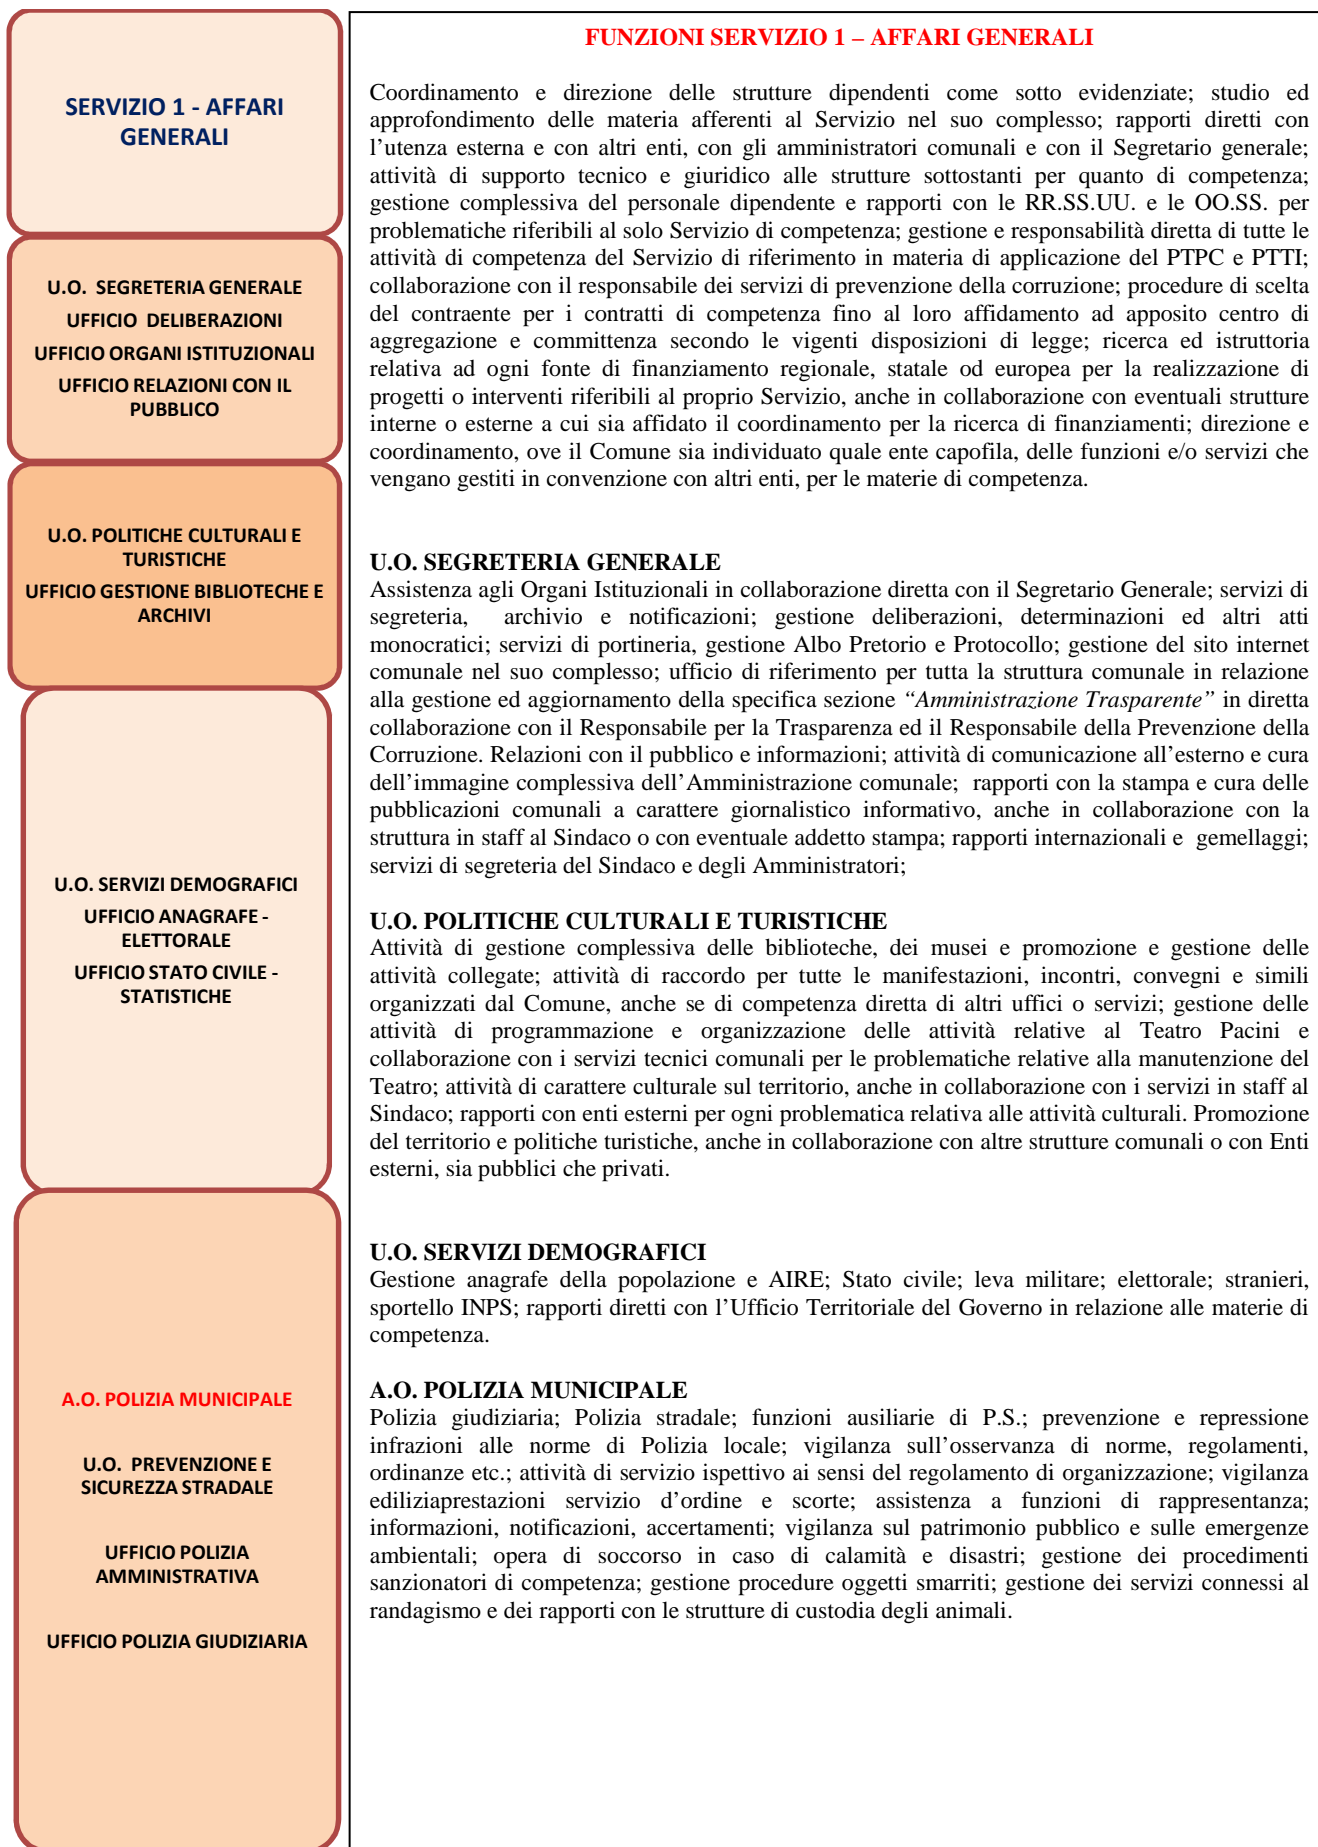 SERVIZIO 1 - AFFARI
GENERALI
U.O. SEGRETERIA GENERALE
UFFICIO DELIBERAZIONI
UFFICIO ORGANI ISTITUZIONALI
UFFICIO RELAZIONI CON IL
PUBBLICO
U.O. POLITICHE CULTURALI E
TURISTICHE
UFFICIO GESTIONE BIBLIOTECHE E
ARCHIVI
U.O. SERVIZI DEMOGRAFICI
UFFICIO ANAGRAFE -
ELETTORALE
UFFICIO STATO CIVILE -
STATISTICHE
A.O. POLIZIA MUNICIPALE
U.O. PREVENZIONE E
SICUREZZA STRADALE
UFFICIO POLIZIA
AMMINISTRATIVA
UFFICIO POLIZIA GIUDIZIARIA
FUNZIONI SERVIZIO 1 – AFFARI GENERALI
Coordinamento e direzione delle strutture dipendenti come sotto evidenziate; studio ed
approfondimento delle materia afferenti al Servizio nel suo complesso; rapporti diretti con
l’utenza esterna e con altri enti, con gli amministratori comunali e con il Segretario generale;
attività di supporto tecnico e giuridico alle strutture sottostanti per quanto di competenza;
gestione complessiva del personale dipendente e rapporti con le RR.SS.UU. e le OO.SS. per
problematiche riferibili al solo Servizio di competenza; gestione e responsabilità diretta di tutte le
attività di competenza del Servizio di riferimento in materia di applicazione del PTPC e PTTI;
collaborazione con il responsabile dei servizi di prevenzione della corruzione; procedure di scelta
del contraente per i contratti di competenza fino al loro affidamento ad apposito centro di
aggregazione e committenza secondo le vigenti disposizioni di legge; ricerca ed istruttoria
relativa ad ogni fonte di finanziamento regionale, statale od europea per la realizzazione di
progetti o interventi riferibili al proprio Servizio, anche in collaborazione con eventuali strutture
interne o esterne a cui sia affidato il coordinamento per la ricerca di finanziamenti; direzione e
coordinamento, ove il Comune sia individuato quale ente capofila, delle funzioni e/o servizi che
vengano gestiti in convenzione con altri enti, per le materie di competenza.
U.O. SEGRETERIA GENERALE
Assistenza agli Organi Istituzionali in collaborazione diretta con il Segretario Generale; servizi di
segreteria, archivio e notificazioni; gestione deliberazioni, determinazioni ed altri atti
monocratici; servizi di portineria, gestione Albo Pretorio e Protocollo; gestione del sito internet
comunale nel suo complesso; ufficio di riferimento per tutta la struttura comunale in relazione
alla gestione ed aggiornamento della specifica sezione “Amministrazione Trasparente” in diretta
collaborazione con il Responsabile per la Trasparenza ed il Responsabile della Prevenzione della
Corruzione. Relazioni con il pubblico e informazioni; attività di comunicazione all’esterno e cura
dell’immagine complessiva dell’Amministrazione comunale; rapporti con la stampa e cura delle
pubblicazioni comunali a carattere giornalistico informativo, anche in collaborazione con la
struttura in staff al Sindaco o con eventuale addetto stampa; rapporti internazionali e gemellaggi;
servizi di segreteria del Sindaco e degli Amministratori;
U.O. POLITICHE CULTURALI E TURISTICHE
Attività di gestione complessiva delle biblioteche, dei musei e promozione e gestione delle
attività collegate; attività di raccordo per tutte le manifestazioni, incontri, convegni e simili
organizzati dal Comune, anche se di competenza diretta di altri uffici o servizi; gestione delle
attività di programmazione e organizzazione delle attività relative al Teatro Pacini e
collaborazione con i servizi tecnici comunali per le problematiche relative alla manutenzione del
Teatro; attività di carattere culturale sul territorio, anche in collaborazione con i servizi in staff al
Sindaco; rapporti con enti esterni per ogni problematica relativa alle attività culturali. Promozione
del territorio e politiche turistiche, anche in collaborazione con altre strutture comunali o con Enti
esterni, sia pubblici che privati.
U.O. SERVIZI DEMOGRAFICI
Gestione anagrafe della popolazione e AIRE; Stato civile; leva militare; elettorale; stranieri,
sportello INPS; rapporti diretti con l’Ufficio Territoriale del Governo in relazione alle materie di
competenza.
A.O. POLIZIA MUNICIPALE
Polizia giudiziaria; Polizia stradale; funzioni ausiliarie di P.S.; prevenzione e repressione
infrazioni alle norme di Polizia locale; vigilanza sull’osservanza di norme, regolamenti,
ordinanze etc.; attività di servizio ispettivo ai sensi del regolamento di organizzazione; vigilanza
ediliziaprestazioni servizio d’ordine e scorte; assistenza a funzioni di rappresentanza;
informazioni, notificazioni, accertamenti; vigilanza sul patrimonio pubblico e sulle emergenze
ambientali; opera di soccorso in caso di calamità e disastri; gestione dei procedimenti
sanzionatori di competenza; gestione procedure oggetti smarriti; gestione dei servizi connessi al
randagismo e dei rapporti con le strutture di custodia degli animali.